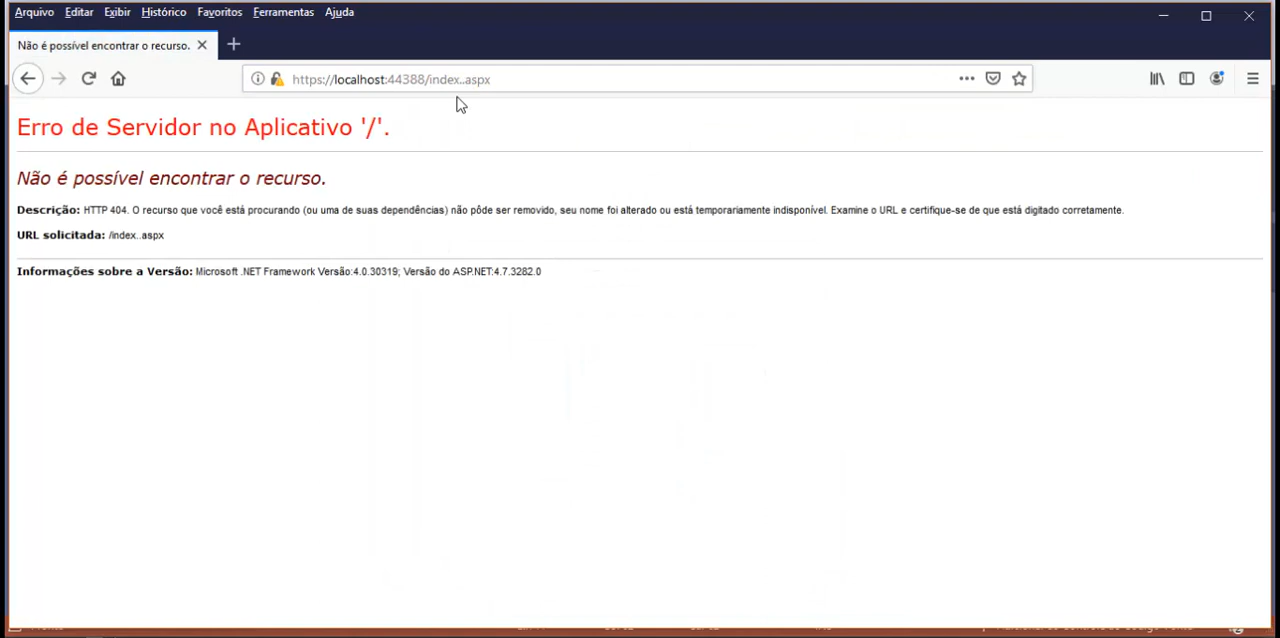 Arquivo Editar Exibir Histórico Favoritos Ferramentas Ajuda
Não é possível encontrar o recurso.
https://localhost:44388/index..aspx
Erro de Servidor no Aplicativo '/'.
Não é possível encontrar o recurso.
Descrição: HTTP 404. O recurso que você está procurando (ou uma de suas dependências) não pôde ser removido, seu nome foi alterado ou está temporariamente indisponível. Examine o URL e certifique-se de que está digitado corretamente.
URL solicitada: /index..aspx
Informações sobre a Versão: Microsoft .NET Framework Versão:4.0.30319; Versão do ASP.NET:4.7.3282.0